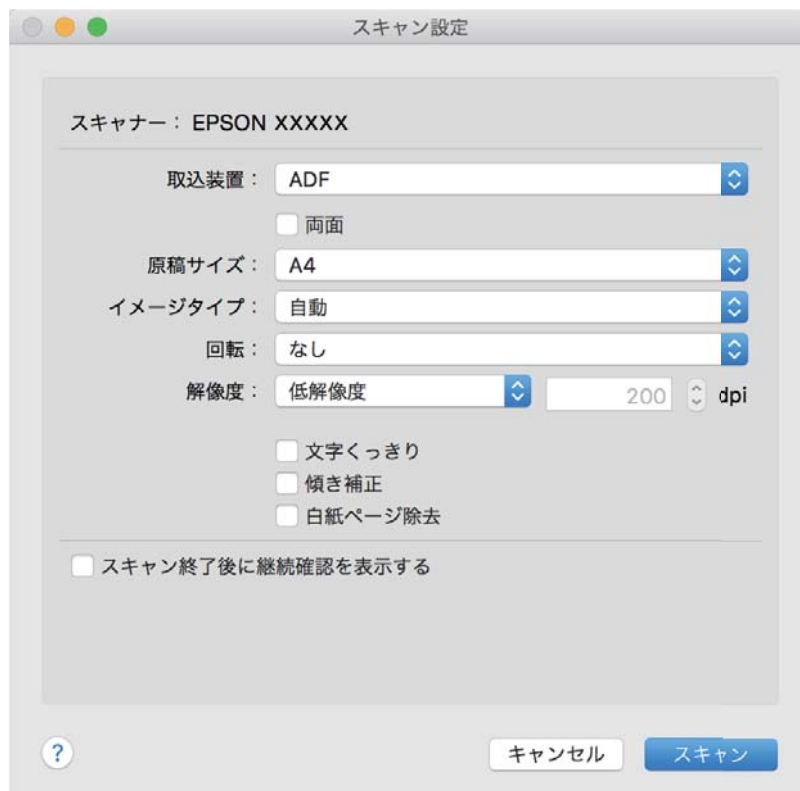 スキャン設定
スキャナー： EPSON XXXXX
取込装置： ADF
両面
原稿サイズ： A4
イメージタイプ： 自動
回転： なし
解像度： 低解像度 200 dpi
文字くっきり
傾き補正
白紙ページ除去
スキャン終了後に継続確認を表示する
? キャンセル スキャン